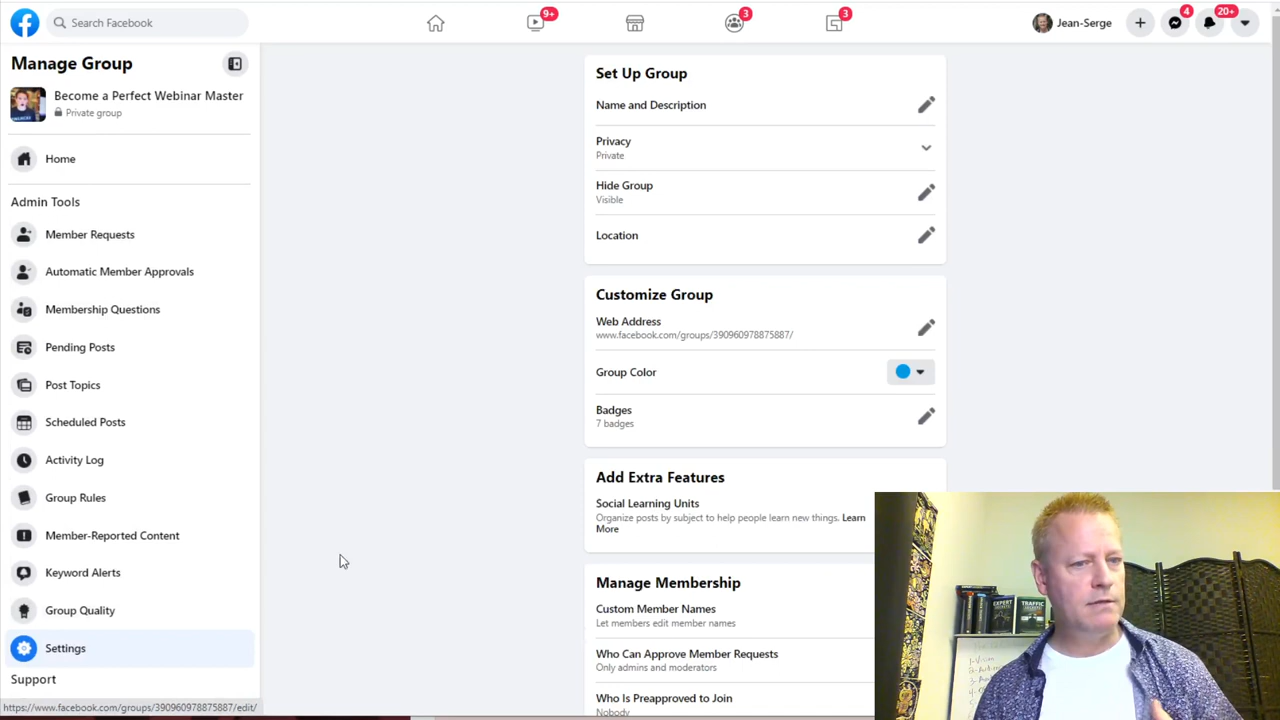 Search Facebook
9+
3
3
Jean-Serge
4
20+
Manage Group
Become a Perfect Webinar Master
Private group
Home
Admin Tools
Member Requests
Automatic Member Approvals
Membership Questions
Pending Posts
Post Topics
Scheduled Posts
Activity Log
Group Rules
Member-Reported Content
Keyword Alerts
Group Quality
Settings
Support
https://www.facebook.com/groups/390960978875887/edit/
Set Up Group
Name and Description
Privacy
Private
Hide Group
Visible
Location
Customize Group
Web Address
www.facebook.com/groups/390960978875887/
Group Color
Badges
7 badges
Add Extra Features
Social Learning Units
Organize posts by subject to help people learn new things. Learn
More
Manage Membership
Custom Member Names
Let members edit member names
Who Can Approve Member Requests
Only admins and moderators
Who Is Preapproved to Join
Nobody
EXPERT
SECRETS
TRAFFIC
SECRETS